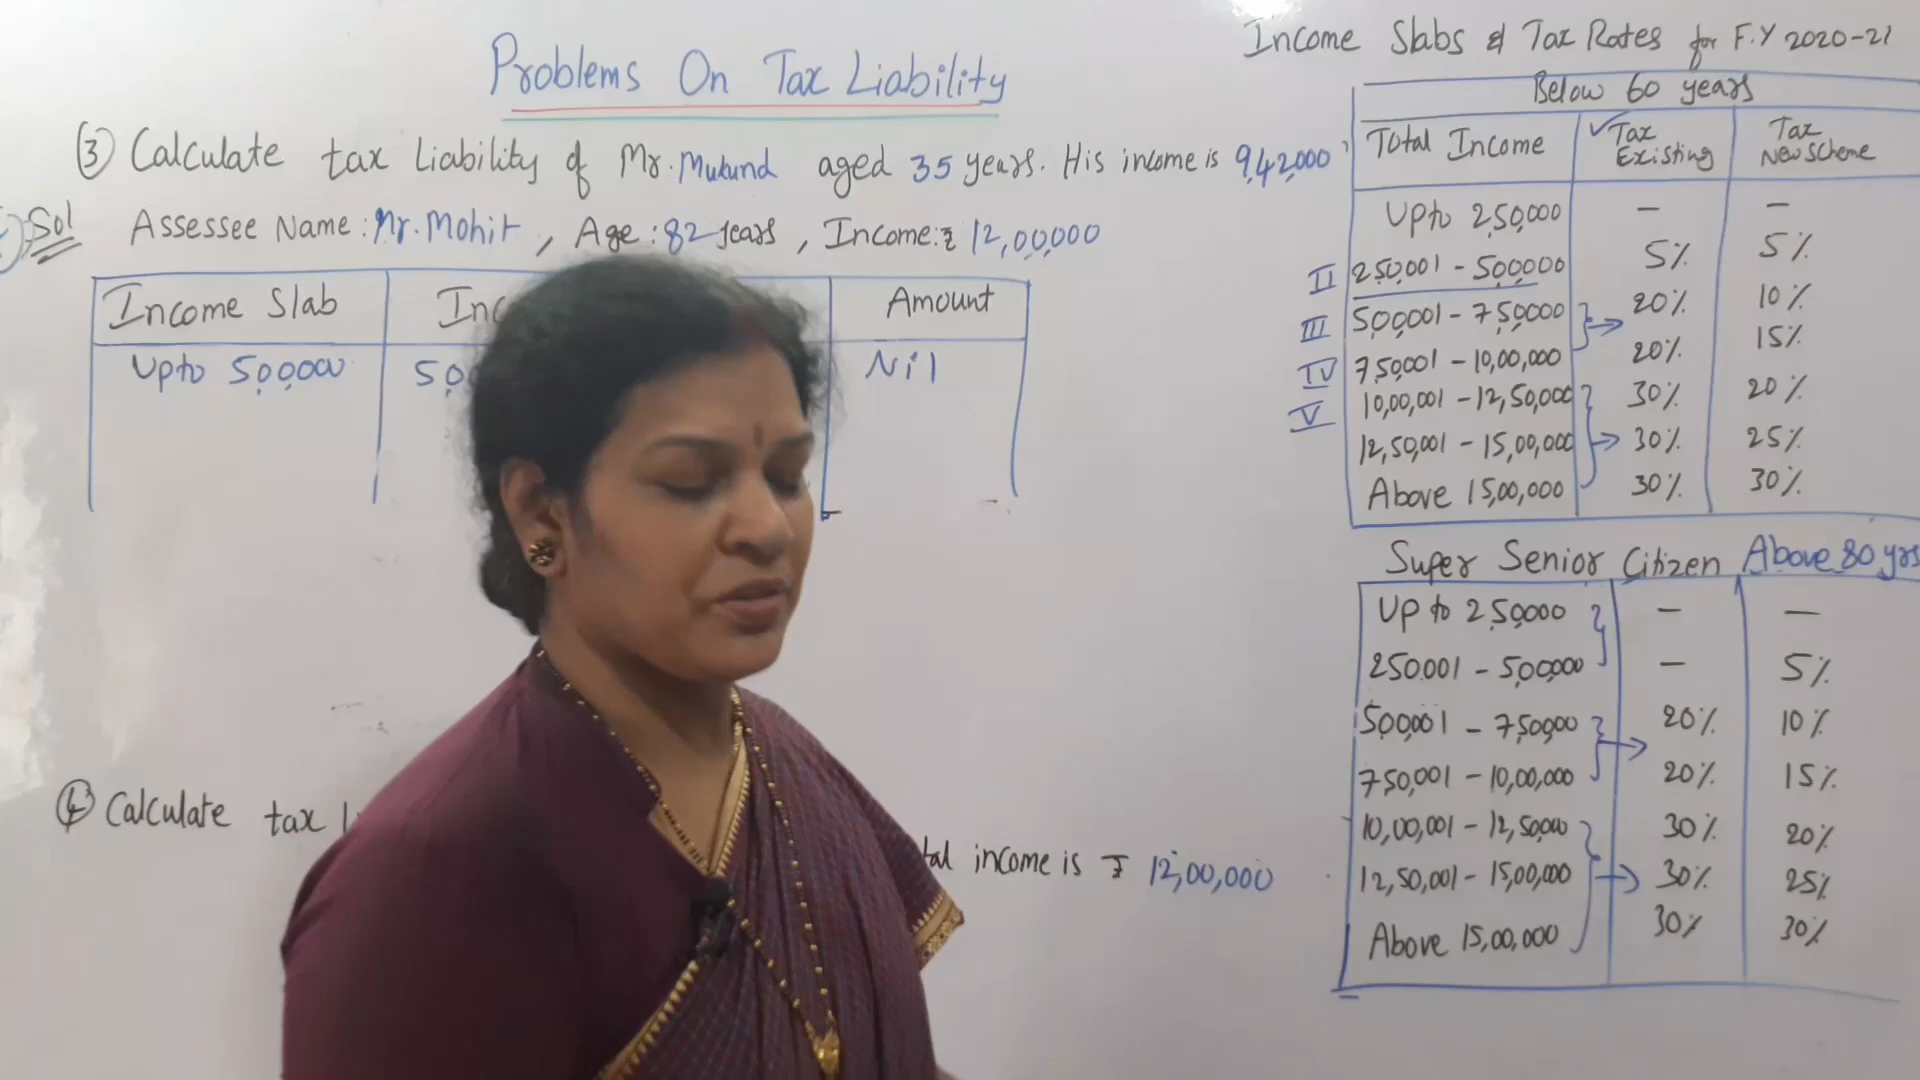 Problems On Tax Liability
③ Calculate tax Liability of Mr. Mukund aged 35 years. His income is 9,42,000
Sol Assessee Name: Mr. Mohit, Age: 82 years, Income: ₹ 12,00,000
Income Slab Inc Amount
Upto 5,00,000 5,00 Nil
④ Calculate tax l tal income is ₹ 12,00,000
Income Slabs & Tax Rates for F.Y 2020-21
Below 60 years
Total Income ✓Tax Existing Tax New Scheme
Upto 2,50,000 — —
II 2,50,001 - 5,00,000 5% 5%
III 5,00,001 - 7,50,000 20% 10%
IV 7,50,001 - 10,00,000 20% 15%
V 10,00,001 - 12,50,000 30% 20%
12,50,001 - 15,00,000 30% 25%
Above 15,00,000 30% 30%
Super Senior Citizen Above 80 yrs
Up to 2,50,000 — —
250001 - 5,00,000 — 5%
5,00,001 - 7,50,000 20% 10%
7,50,001 - 10,00,000 20% 15%
10,00,001 - 12,50,000 30% 20%
12,50,001 - 15,00,000 30% 25%
Above 15,00,000 30% 30%